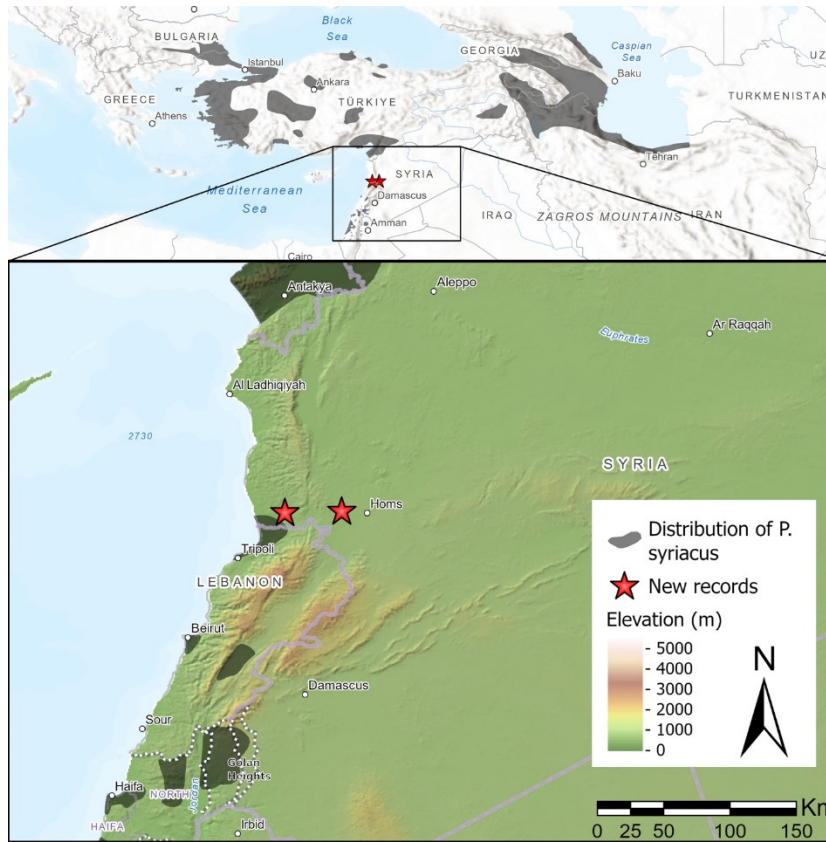 Black
Sea
BULGARIA
Istanbul
GEORGIA
Caspian
Sea
UZ
Ankara
Baku
GREECE
TÜRKIYE
TURKMENISTAN
Athens
Tehran
Mediterranean
Sea
SYRIA
Damascus
IRAQ
ZAGROS MOUNTAINS
IRAN
Amman
Cairo
Antakya
Aleppo
Ar Raqqah
Euphrates
Al Ladhiqiyah
2730
SYRIA
Homs
Tripoli
LEBANON
Beirut
Damascus
Sour
Golan
Heights
Haifa
NORTH
Jordan
HAIFA
Irbid
Distribution of P.
syriacus
New records
Elevation (m)
- 5000
- 4000
- 3000
- 2000
- 1000
- 0
N
Km
0 25 50 100 150